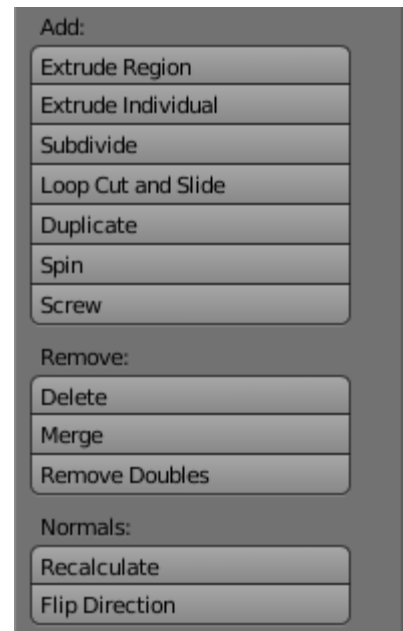 Add:
Extrude Region
Extrude Individual
Subdivide
Loop Cut and Slide
Duplicate
Spin
Screw
Remove:
Delete
Merge
Remove Doubles
Normals:
Recalculate
Flip Direction